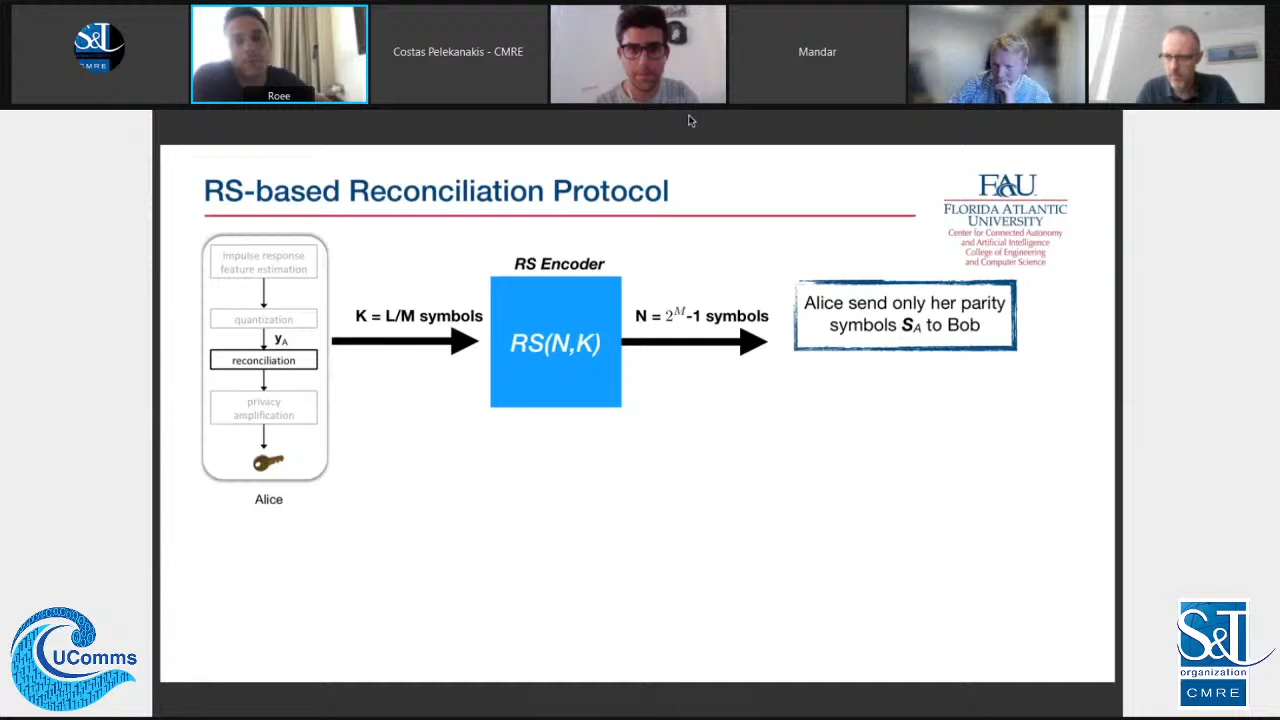 S&T
CMRE
Roee
Costas Pelekanakis - CMRE
Mandar
RS-based Reconciliation Protocol
FAU
FLORIDA ATLANTIC
UNIVERSITY
Center for Connected Autonomy
and Artificial Intelligence
College of Engineering
and Computer Science
impulse response
feature estimation
quantization
yA
reconciliation
privacy
amplification
Alice
K = L/M symbols
RS Encoder
RS(N,K)
N = 2^M-1 symbols
Alice send only her parity
symbols SA to Bob
UComms
S&T
organization
CMRE